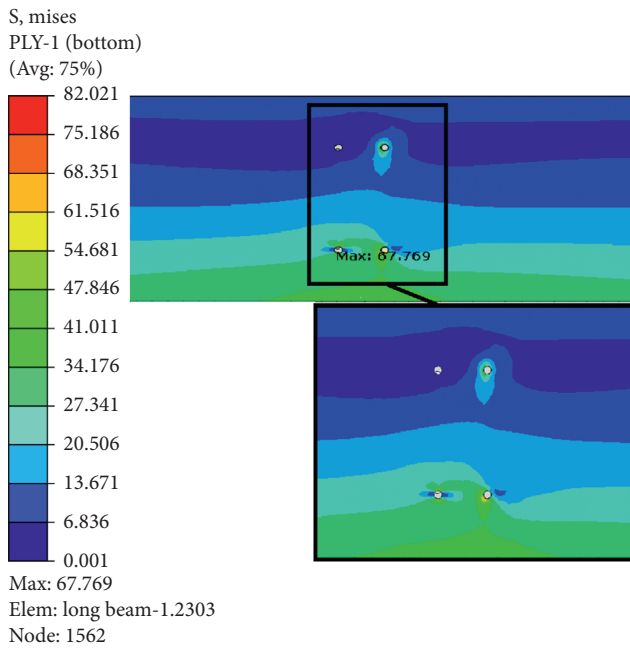 S, mises
PLY-1 (bottom)
(Avg: 75%)
82.021
75.186
68.351
61.516
54.681
47.846
41.011
34.176
27.341
20.506
13.671
6.836
0.001
Max: 67.769
Max: 67.769
Elem: long beam-1.2303
Node: 1562